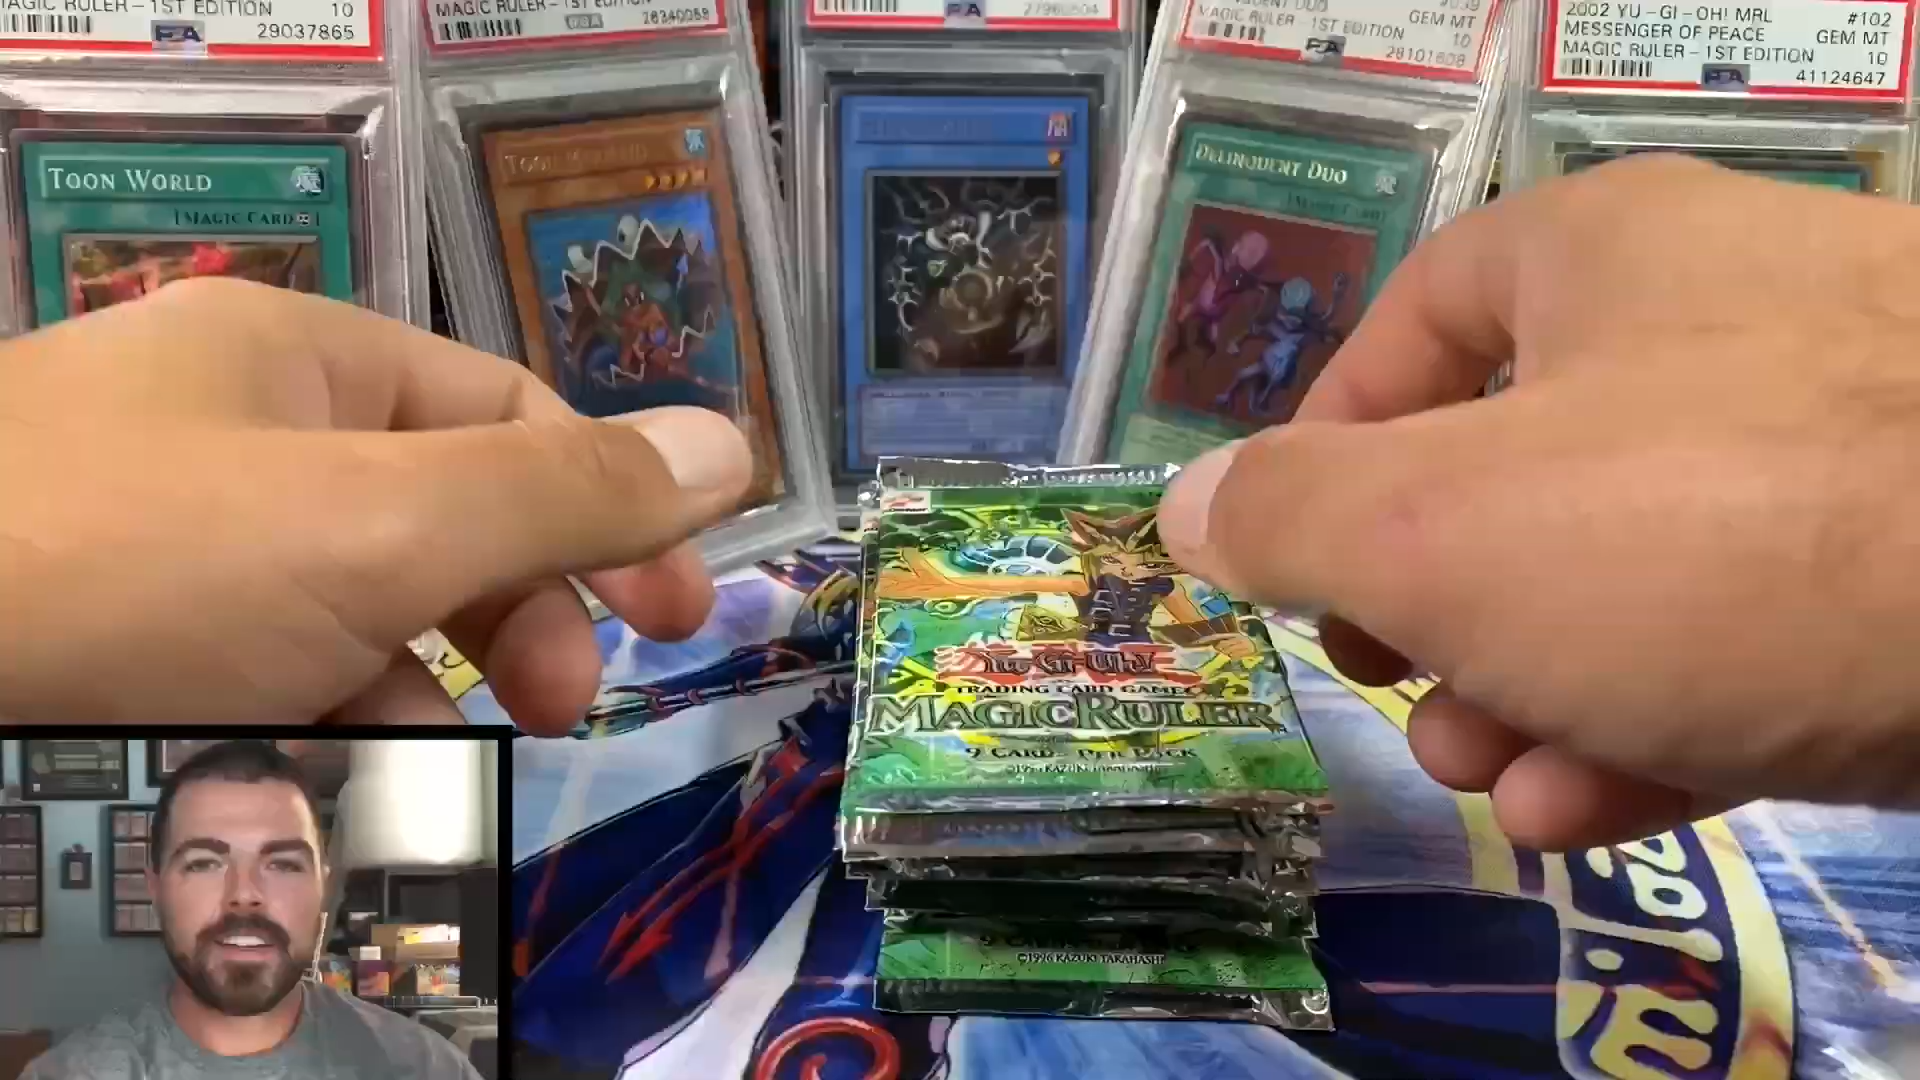 MAGIC RULER - 1ST EDITION 10
29037865
MAGIC RULER - 1ST EDITION
28340058
GEM MT
MAGIC RULER - 1ST EDITION 10
28101608
2002 YU-GI-OH! MRL #102
MESSENGER OF PEACE GEM MT
MAGIC RULER - 1ST EDITION 10
41124647
TOON WORLD
[MAGIC CARD]
TOON MERMAID
DELINQUENT DUO
Yu-Gi-Oh!
TRADING CARD GAME
MAGIC RULER
9 CARDS PER PACK
©1996 KAZUKI TAKAHASHI
©1996 KAZUKI TAKAHASHI